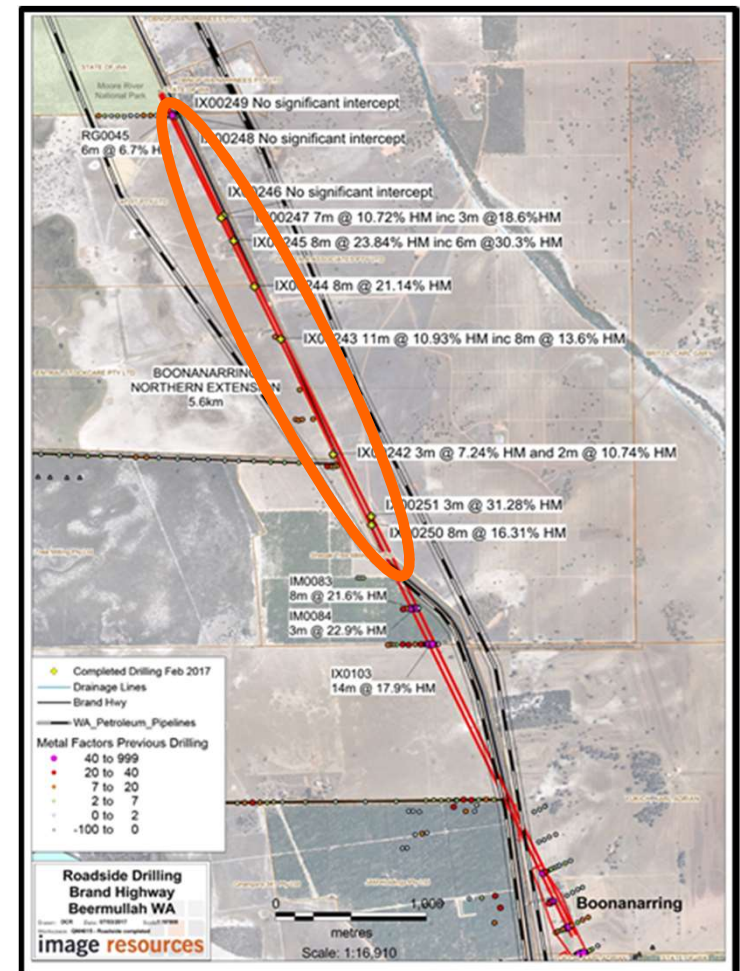 STATE OF WA
Moore River
National Park
IX00249 No significant intercept
RG0045
6m @ 6.7% H
IX00248 No significant intercept
IX00246 No significant intercept
IX00247 7m @ 10.72% HM inc 3m @18.6%HM
IX00245 8m @ 23.84% HM inc 6m @30.3% HM
IX00244 8m @ 21.14% HM
IX00243 11m @ 10.93% HM inc 8m @ 13.6% HM
BOONANARRING
NORTHERN EXTENSION
5.6km
IX00242 3m @ 7.24% HM and 2m @ 10.74% HM
IX00251 3m @ 31.28% HM
IX00250 8m @ 16.31% HM
IM0083
8m @ 21.6% HM
IM0084
3m @ 22.9% HM
IX0103
14m @ 17.9% HM
Completed Drilling Feb 2017
Drainage Lines
Brand Hwy
WA_Petroleum_Pipelines
Metal Factors Previous Drilling
40 to 999
20 to 40
7 to 20
2 to 7
0 to 2
-100 to 0
Roadside Drilling
Brand Highway
Beermullah WA
image resources
0 1,000
metres
Scale: 1:16,910
Boonanarring